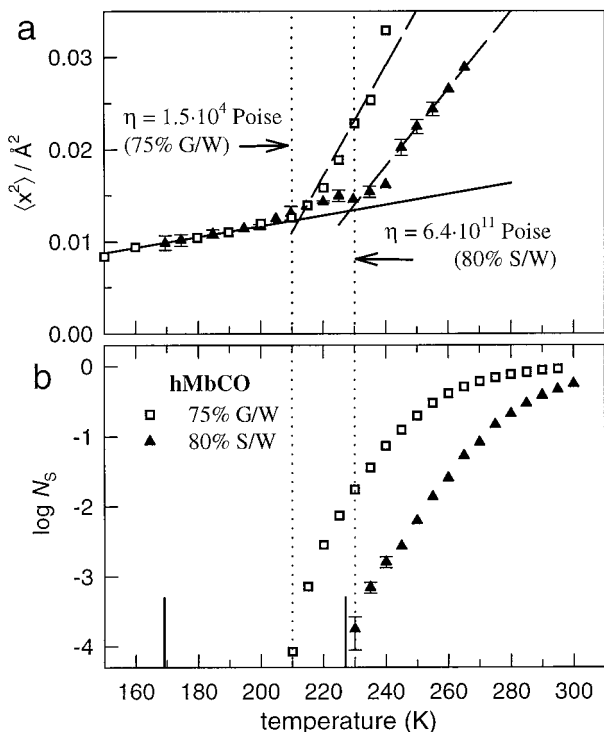 a
0.03
0.02
0.01
0.00
⟨x²⟩ / Å²
η = 1.5·10⁴ Poise
(75% G/W)
η = 6.4·10¹¹ Poise
(80% S/W)
b
0
-1
-2
-3
-4
log Nₛ
hMbCO
75% G/W
80% S/W
160 180 200 220 240 260 280 300
temperature (K)